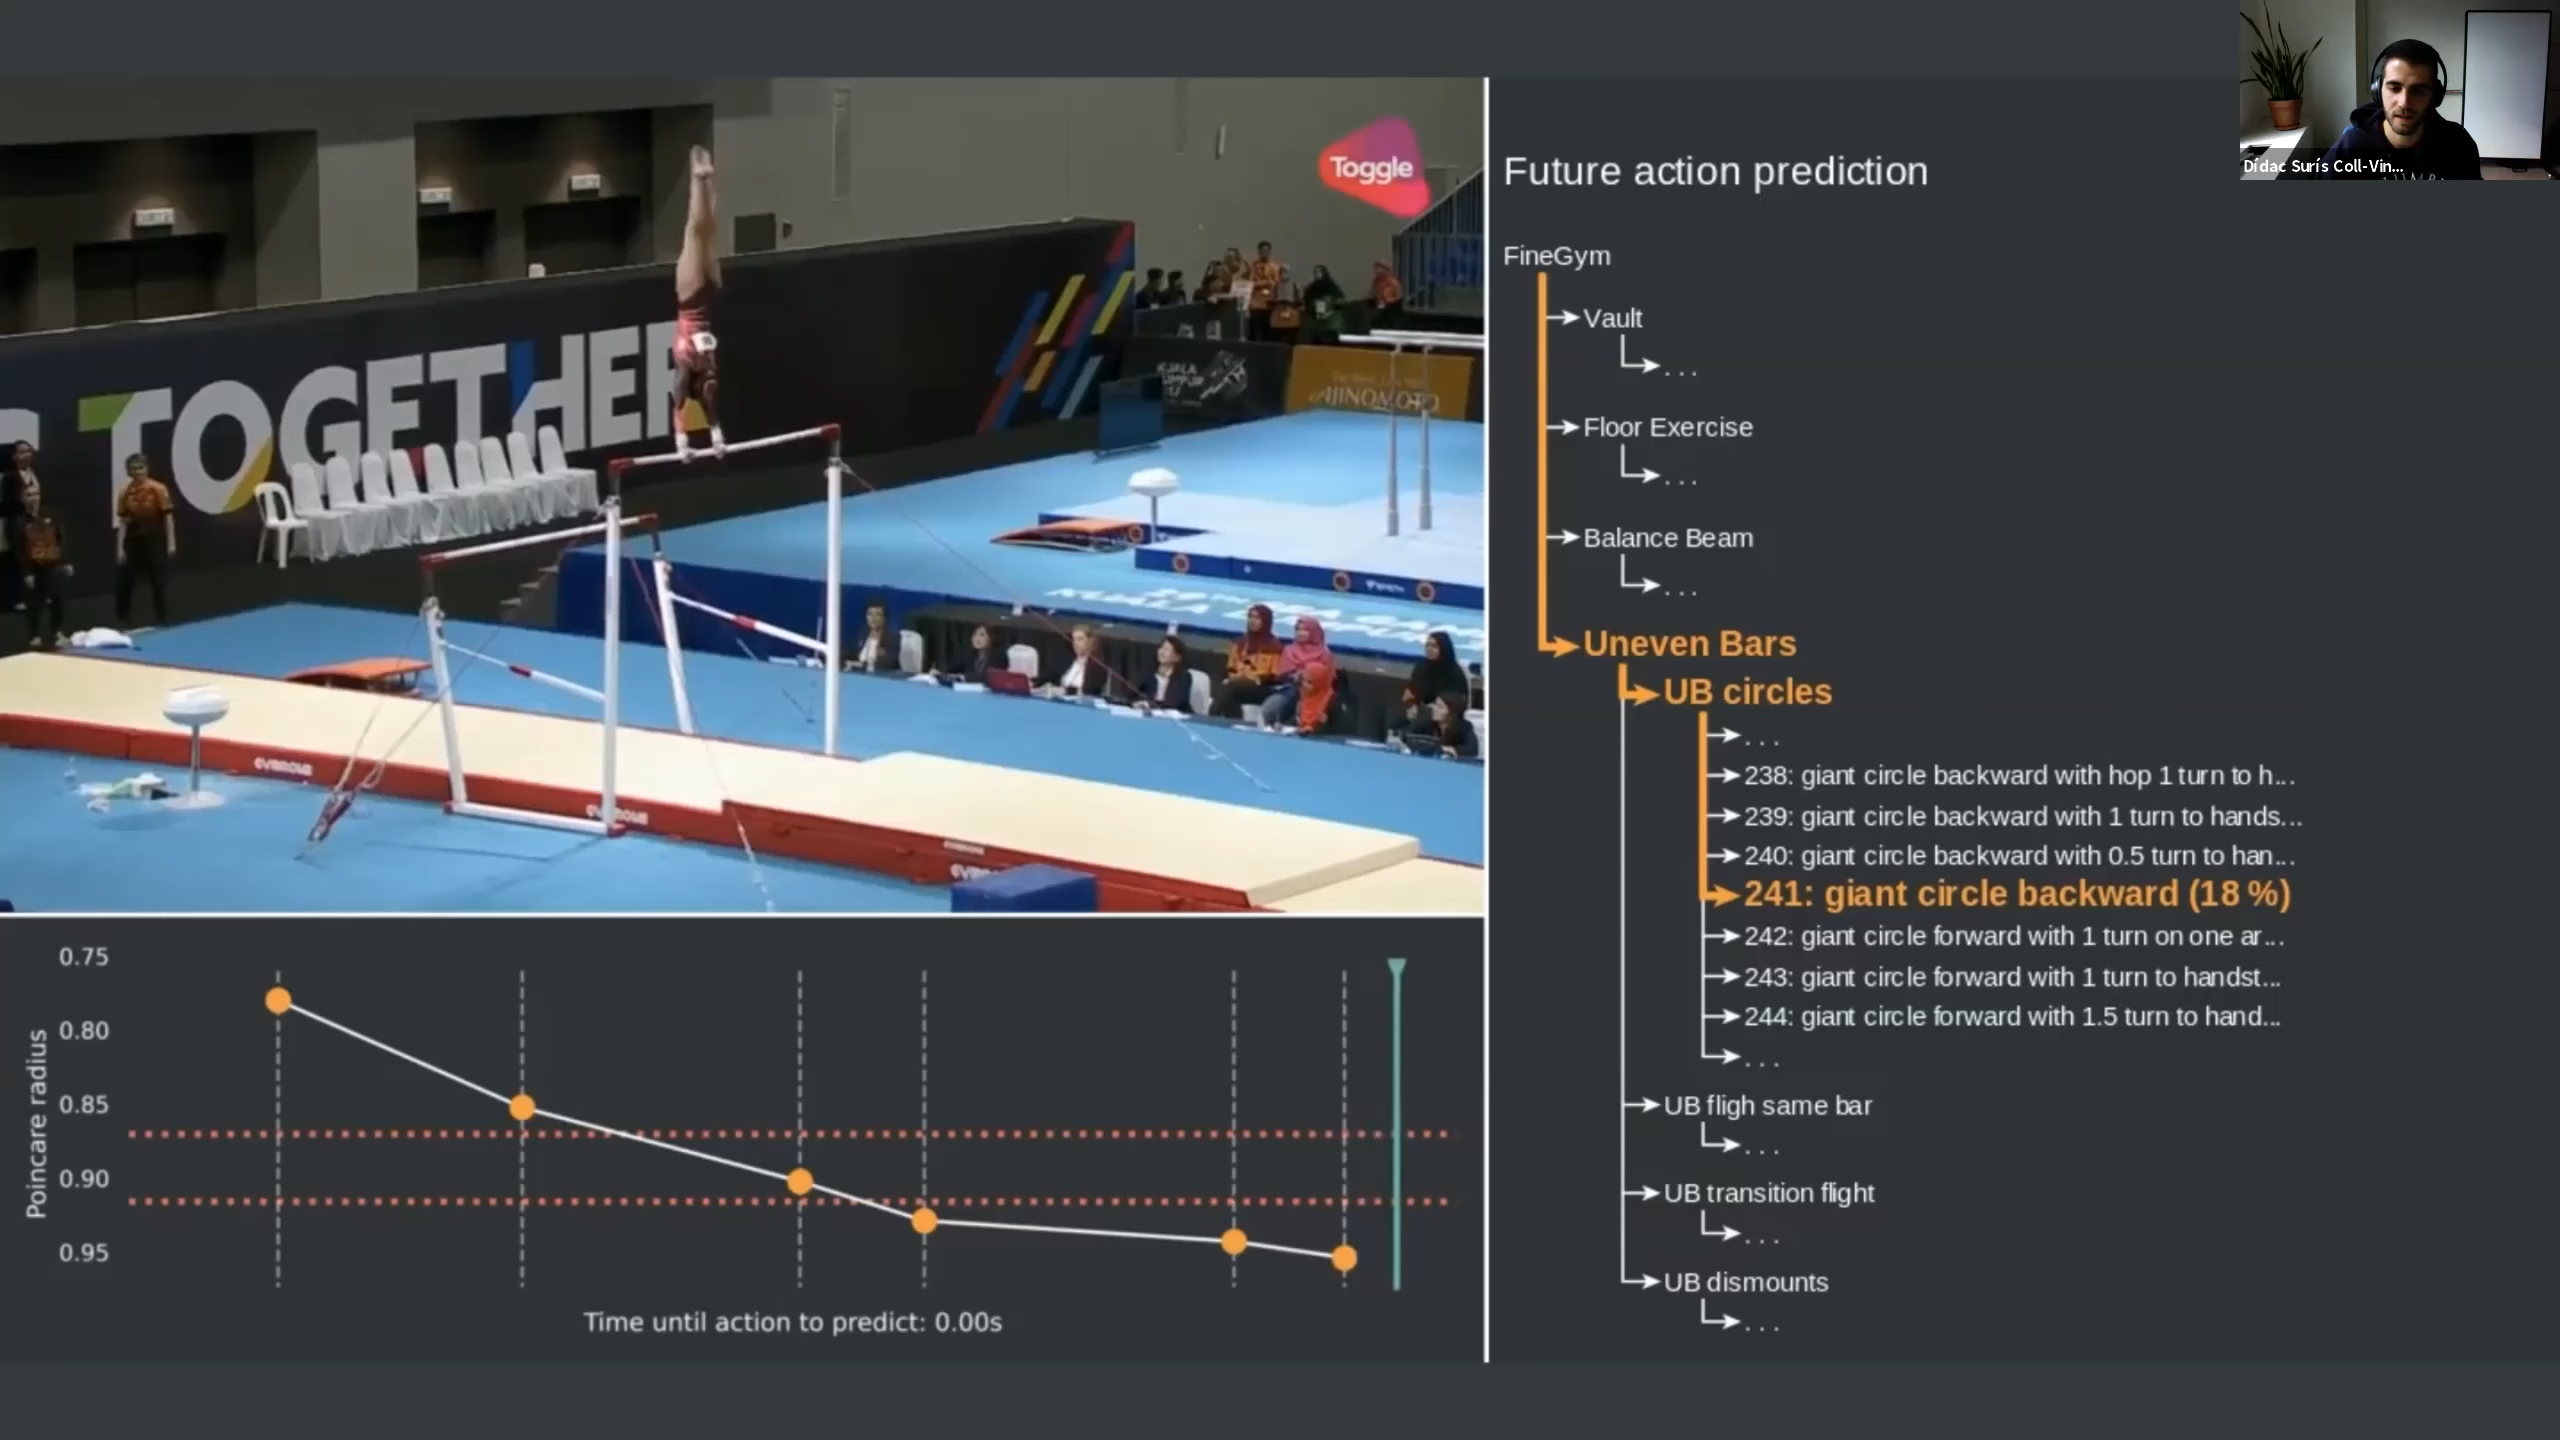 Toggle
TOGETHER
KUALA
AJINOMOTO
0.75
0.80
0.85
0.90
0.95
Poincare radius
Time until action to predict: 0.00s
Future action prediction
FineGym
Vault
...
Floor Exercise
...
Balance Beam
...
Uneven Bars
UB circles
...
238: giant circle backward with hop 1 turn to h...
239: giant circle backward with 1 turn to hands...
240: giant circle backward with 0.5 turn to han...
241: giant circle backward (18 %)
242: giant circle forward with 1 turn on one ar...
243: giant circle forward with 1 turn to handst...
244: giant circle forward with 1.5 turn to hand...
...
UB fligh same bar
...
UB transition flight
...
UB dismounts
...
Dídac Surís Coll-Vin...